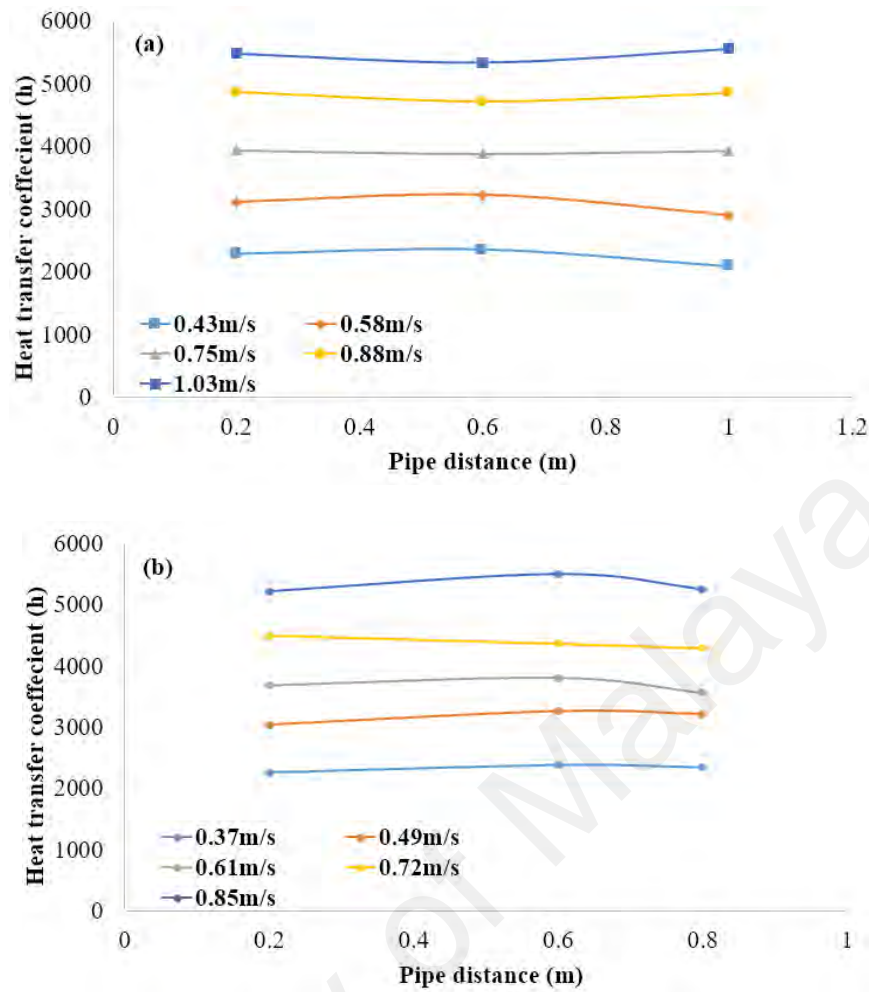 (a)
Heat transfer coeffecient (h)
6000
5000
4000
3000
2000
1000
0
0.43m/s 0.58m/s
0.75m/s 0.88m/s
1.03m/s
0 0.2 0.4 0.6 0.8 1 1.2
Pipe distance (m)
(b)
Heat transfer coeffecient (h)
6000
5000
4000
3000
2000
1000
0
0.37m/s 0.49m/s
0.61m/s 0.72m/s
0.85m/s
0 0.2 0.4 0.6 0.8 1
Pipe distance (m)
of Malaya